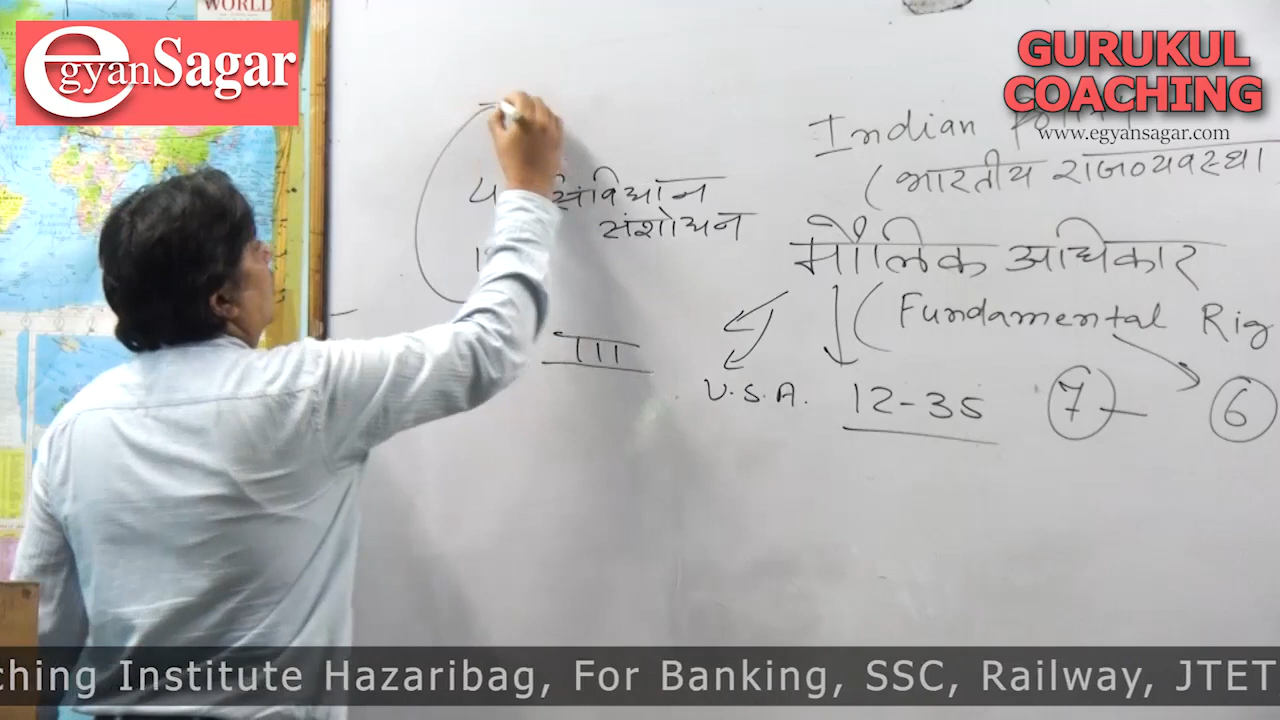 WORLD
egyanSagar
GURUKUL
COACHING
www.egyansagar.com
Indian
(भारतीय राजव्यवस्था
संविधान
संशोधन
मौलिक अधिकार
(Fundamental Rig
III
U.S.A. 12-35 7 6
ching Institute Hazaribag, For Banking, SSC, Railway, JTET